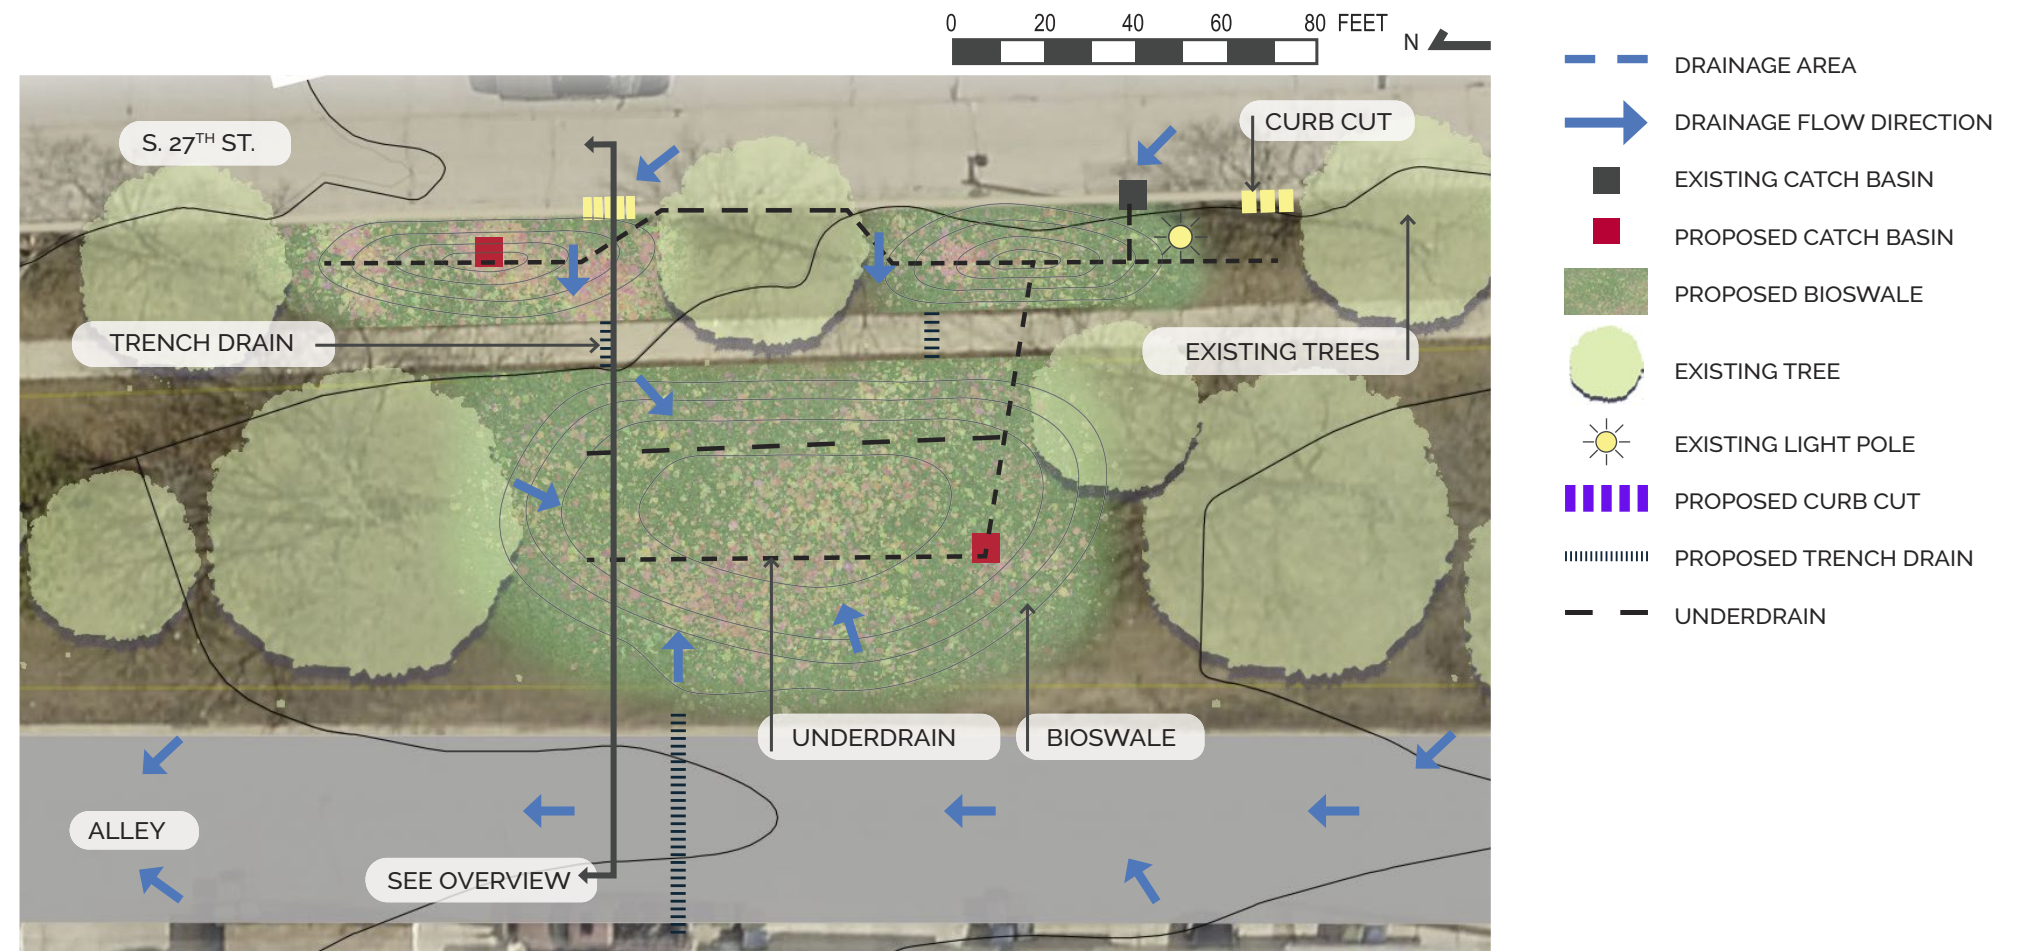 0 20 40 60 80 FEET
N
S. 27TH ST.
CURB CUT
TRENCH DRAIN
EXISTING TREES
UNDERDRAIN
BIOSWALE
ALLEY
SEE OVERVIEW
DRAINAGE AREA
DRAINAGE FLOW DIRECTION
EXISTING CATCH BASIN
PROPOSED CATCH BASIN
PROPOSED BIOSWALE
EXISTING TREE
EXISTING LIGHT POLE
PROPOSED CURB CUT
PROPOSED TRENCH DRAIN
UNDERDRAIN